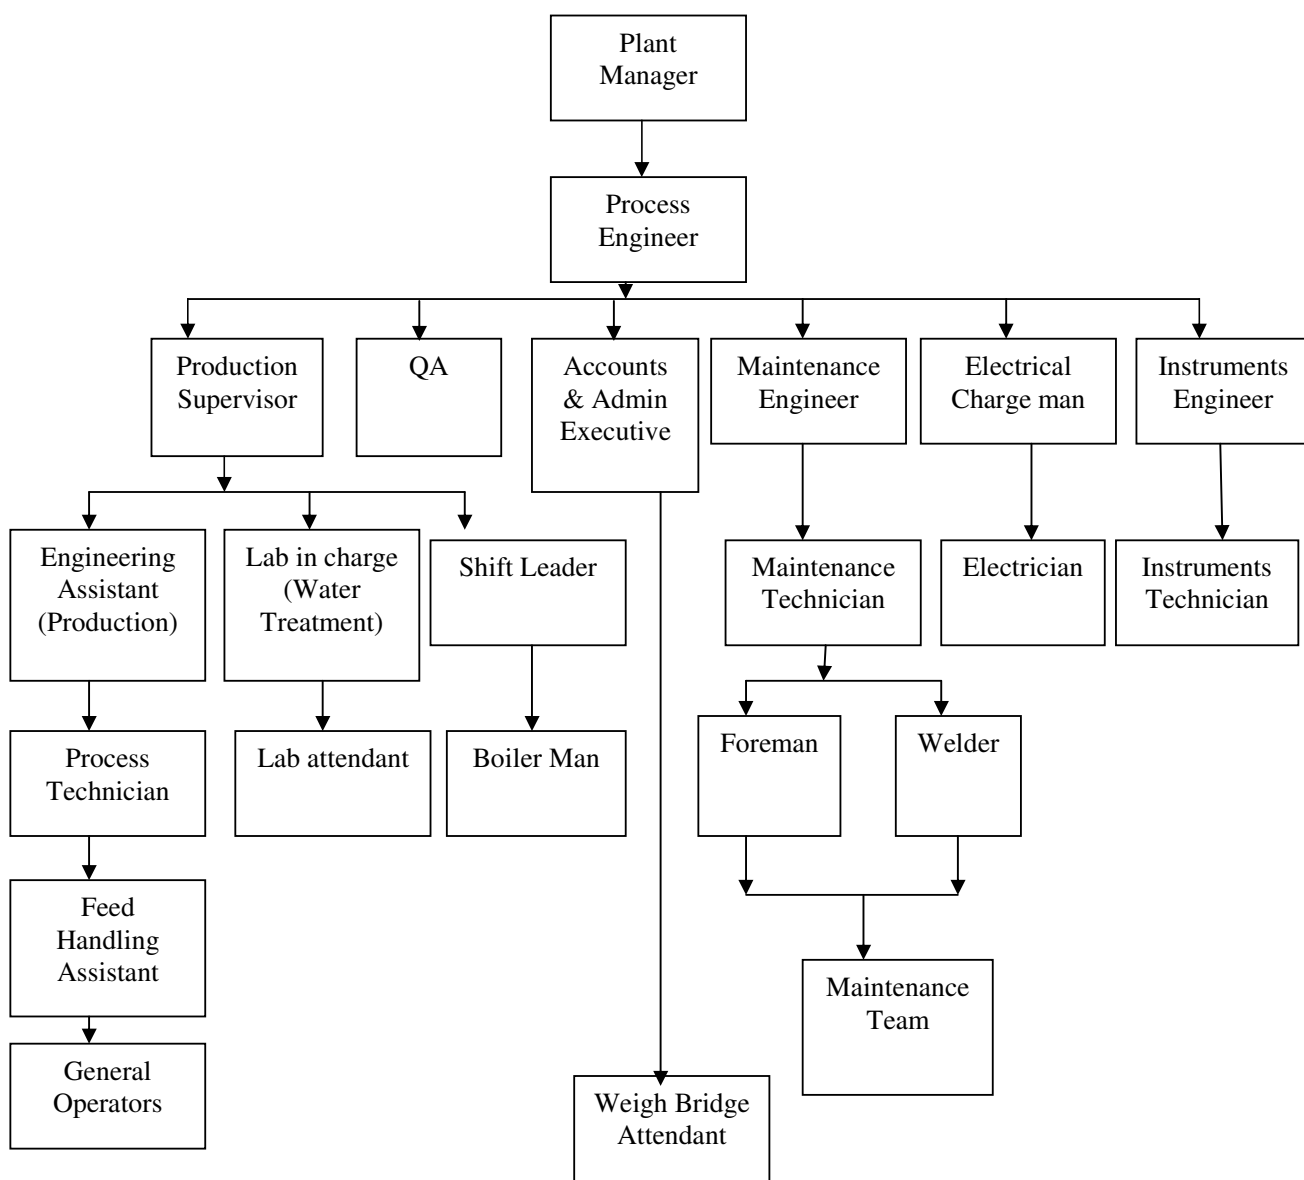 Plant
Manager
Process
Engineer
Production
Supervisor
QA
Accounts
& Admin
Executive
Maintenance
Engineer
Electrical
Charge man
Instruments
Engineer
Engineering
Assistant
(Production)
Lab in charge
(Water
Treatment)
Shift Leader
Maintenance
Technician
Electrician
Instruments
Technician
Process
Technician
Lab attendant
Boiler Man
Foreman
Welder
Feed
Handling
Assistant
Maintenance
Team
General
Operators
Weigh Bridge
Attendant